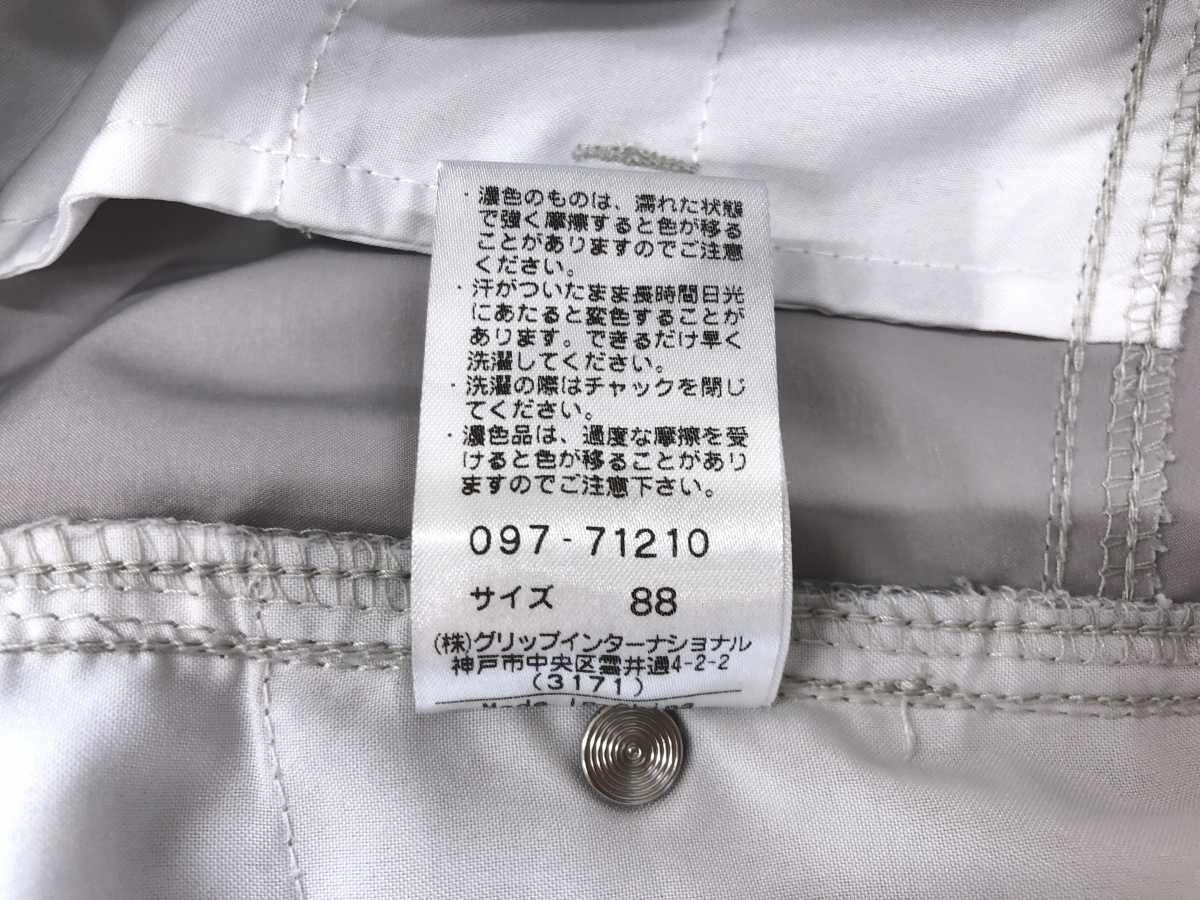 ・濃色のものは、濡れた状態
で強く摩擦すると色が移る
ことがありますのでご注意
ください。
・汗がついたまま長時間日光
にあたると変色することが
あります。できるだけ早く
洗濯してください。
・洗濯の際はチャックを閉じ
てください。
・濃色品は、過度な摩擦を受
けると色が移ることがあり
ますのでご注意下さい。
097-71210
サイズ 88
(株)グリップインターナショナル
神戸市中央区雲井通4-2-2
(3171)
Made In